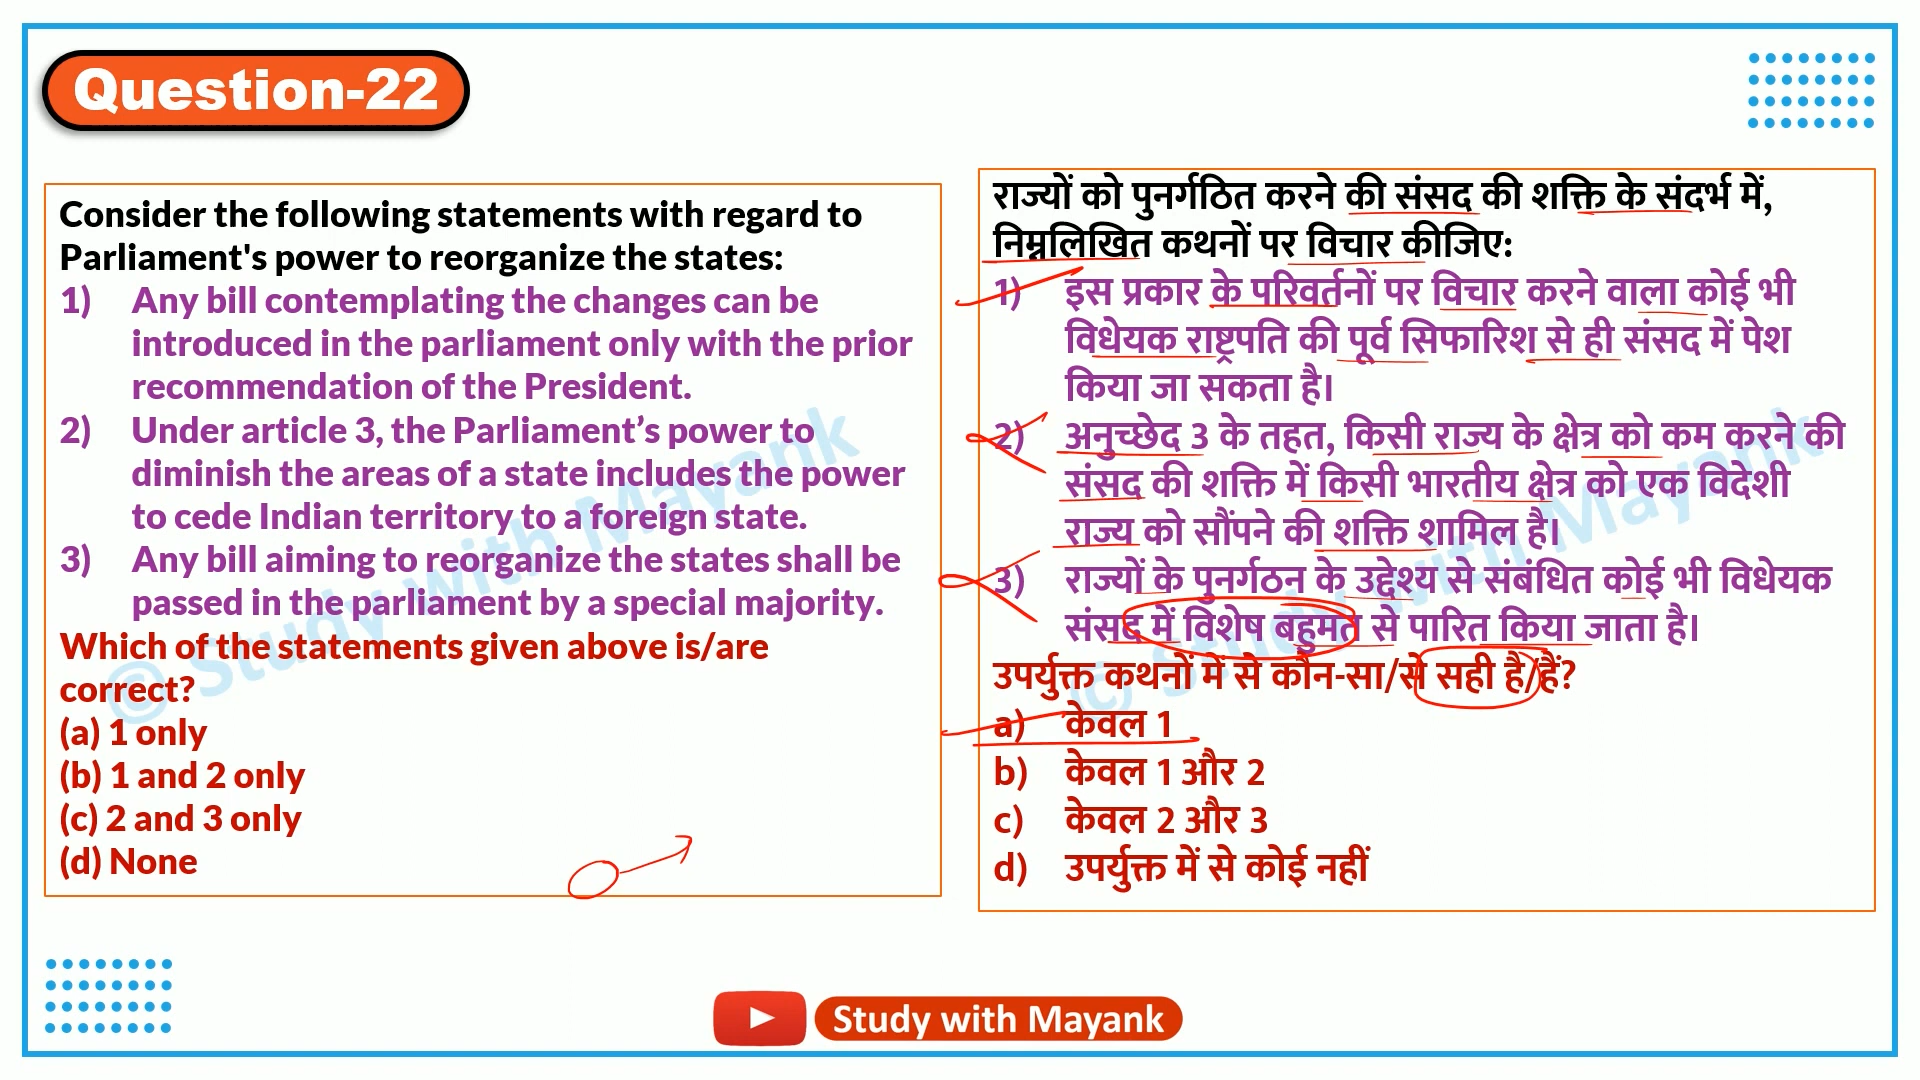 Question-22
Consider the following statements with regard to
Parliament's power to reorganize the states:
1) Any bill contemplating the changes can be
introduced in the parliament only with the prior
recommendation of the President.
2) Under article 3, the Parliament’s power to
diminish the areas of a state includes the power
to cede Indian territory to a foreign state.
3) Any bill aiming to reorganize the states shall be
passed in the parliament by a special majority.
Which of the statements given above is/are
correct?
(a) 1 only
(b) 1 and 2 only
(c) 2 and 3 only
(d) None
© Study with Mayank
राज्यों को पुनर्गठित करने की संसद की शक्ति के संदर्भ में,
निम्नलिखित कथनों पर विचार कीजिए:
1) इस प्रकार के परिवर्तनों पर विचार करने वाला कोई भी
विधेयक राष्ट्रपति की पूर्व सिफारिश से ही संसद में पेश
किया जा सकता है।
2) अनुच्छेद 3 के तहत, किसी राज्य के क्षेत्र को कम करने की
संसद की शक्ति में किसी भारतीय क्षेत्र को एक विदेशी
राज्य को सौंपने की शक्ति शामिल है।
3) राज्यों के पुनर्गठन के उद्देश्य से संबंधित कोई भी विधेयक
संसद में विशेष बहुमत से पारित किया जाता है।
उपर्युक्त कथनों में से कौन-सा/से सही है/हैं?
a) केवल 1
b) केवल 1 और 2
c) केवल 2 और 3
d) उपर्युक्त में से कोई नहीं
© Study with Mayank
Study with Mayank